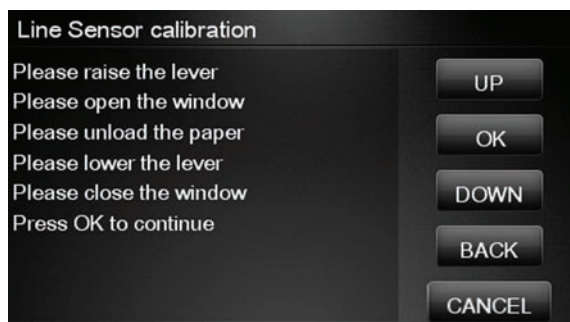 Line Sensor calibration
Please raise the lever
Please open the window
Please unload the paper
Please lower the lever
Please close the window
Press OK to continue
UP
OK
DOWN
BACK
CANCEL